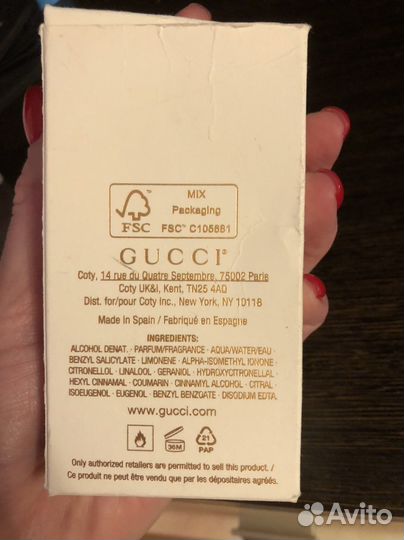 MIX
Packaging
FSC
FSC™ C105661
GUCCI®
Coty, 14 rue du Quatre Septembre, 75002 Paris
Coty UK&I, Kent, TN25 4AQ
Dist. for/pour Coty Inc., New York, NY 10118
Made in Spain / Fabriqué en Espagne
INGREDIENTS:
ALCOHOL DENAT. • PARFUM/FRAGRANCE • AQUA/WATER/EAU •
BENZYL SALICYLATE • LIMONENE • ALPHA-ISOMETHYL IONONE •
CITRONELLOL • LINALOOL • GERANIOL • HYDROXYCITRONELLAL •
HEXYL CINNAMAL • COUMARIN • CINNAMYL ALCOHOL • CITRAL •
ISOEUGENOL • EUGENOL • BENZYL BENZOATE • DISODIUM EDTA.
www.gucci.com
36M
21
PAP
Only authorized retailers are permitted to sell this product. /
Ce produit ne peut être vendu que par les dépositaires agréés.
Avito